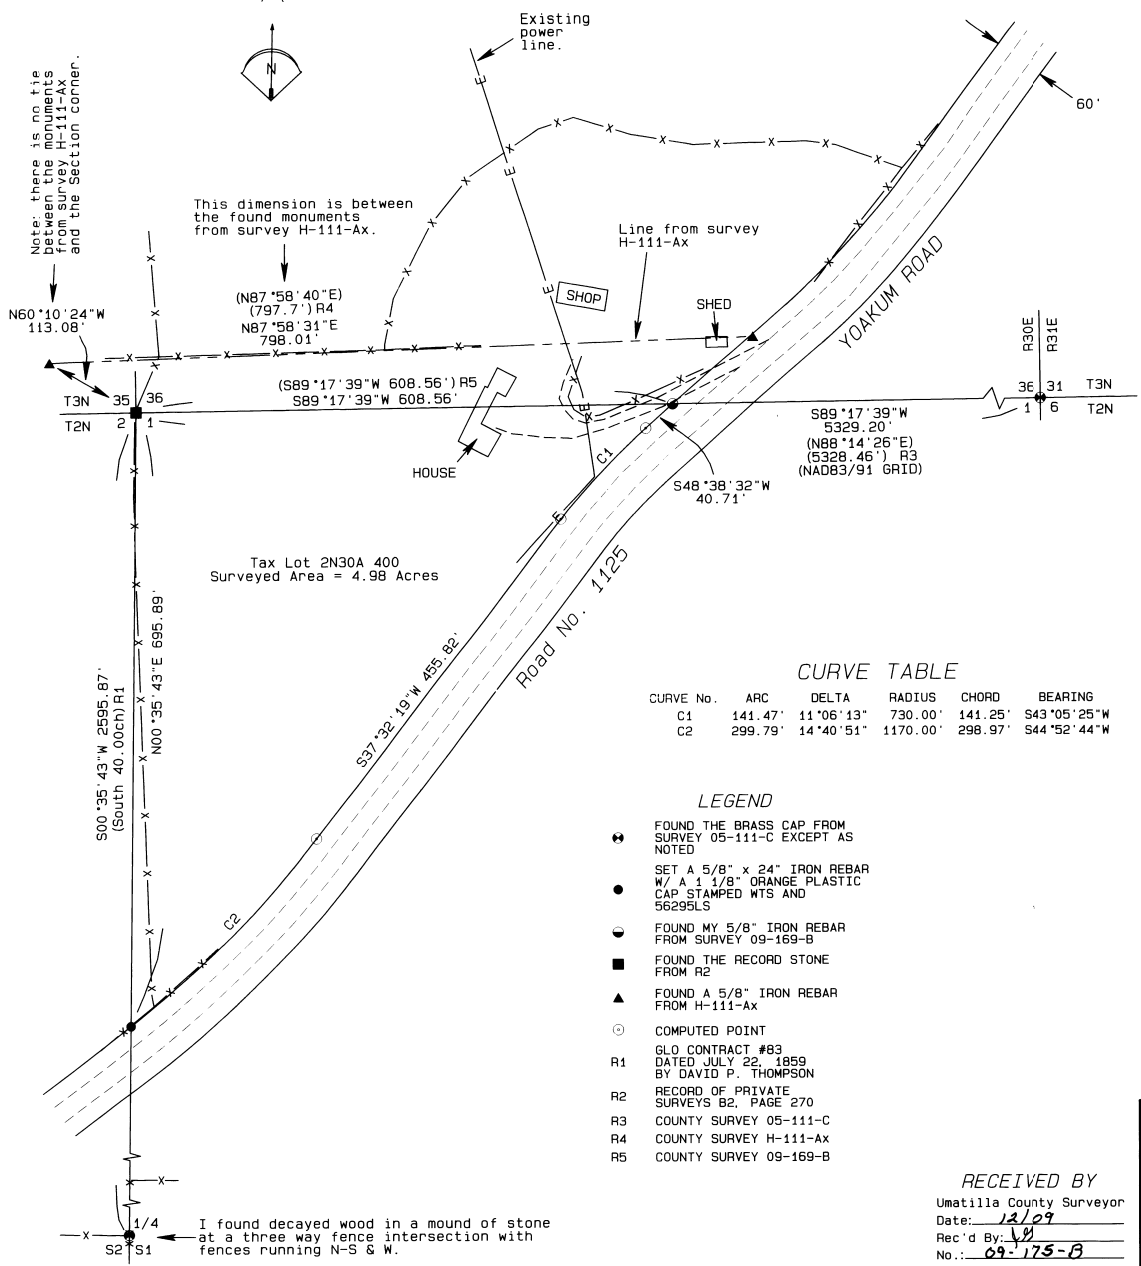 Existing
power
line.
N
60'
Note: there is no tie
between the monuments
from survey H-111-Ax
and the Section corner.
This dimension is between
the found monuments
from survey H-111-Ax.
Line from survey
H-111-Ax
YOAKUM ROAD
N60°10'24"W
113.08'
(N87°58'40"E)
(797.7')R4
N87°58'31"E
798.01'
SHOP
SHED
R30E
R31E
(S89°17'39"W 608.56')R5
S89°17'39"W 608.56'
T3N
35
36
T2N
2
1
36
31
T3N
1
6
T2N
S89°17'39"W
5329.20'
(N88°14'26"E)
(5328.46') R3
(NAD83/91 GRID)
HOUSE
C1
S48°38'32"W
40.71'
Tax Lot 2N30A 400
Surveyed Area = 4.98 Acres
Road No. 1125
S00°35'43"W 2595.87'
(South 40.00ch)R1
N00°35'43"E 695.89'
S37°32'19"W 455.82'
C2
CURVE TABLE
CURVE No. ARC DELTA RADIUS CHORD BEARING
C1 141.47' 11°06'13" 730.00' 141.25' S43°05'25"W
C2 299.79' 14°40'51" 1170.00' 298.97' S44°52'44"W
LEGEND
FOUND THE BRASS CAP FROM
SURVEY 05-111-C EXCEPT AS
NOTED
SET A 5/8" x 24" IRON REBAR
W/ A 1 1/8" ORANGE PLASTIC
CAP STAMPED WTS AND
56295LS
FOUND MY 5/8" IRON REBAR
FROM SURVEY 09-169-B
FOUND THE RECORD STONE
FROM R2
FOUND A 5/8" IRON REBAR
FROM H-111-Ax
COMPUTED POINT
R1 GLO CONTRACT #83
DATED JULY 22, 1859
BY DAVID P. THOMPSON
R2 RECORD OF PRIVATE
SURVEYS B2, PAGE 270
R3 COUNTY SURVEY 05-111-C
R4 COUNTY SURVEY H-111-Ax
R5 COUNTY SURVEY 09-169-B
1/4
S2
S1
I found decayed wood in a mound of stone
at a three way fence intersection with
fences running N-S & W.
RECEIVED BY
Umatilla County Surveyor
Date: 12/09
Rec'd By:
No.: 09-175-B